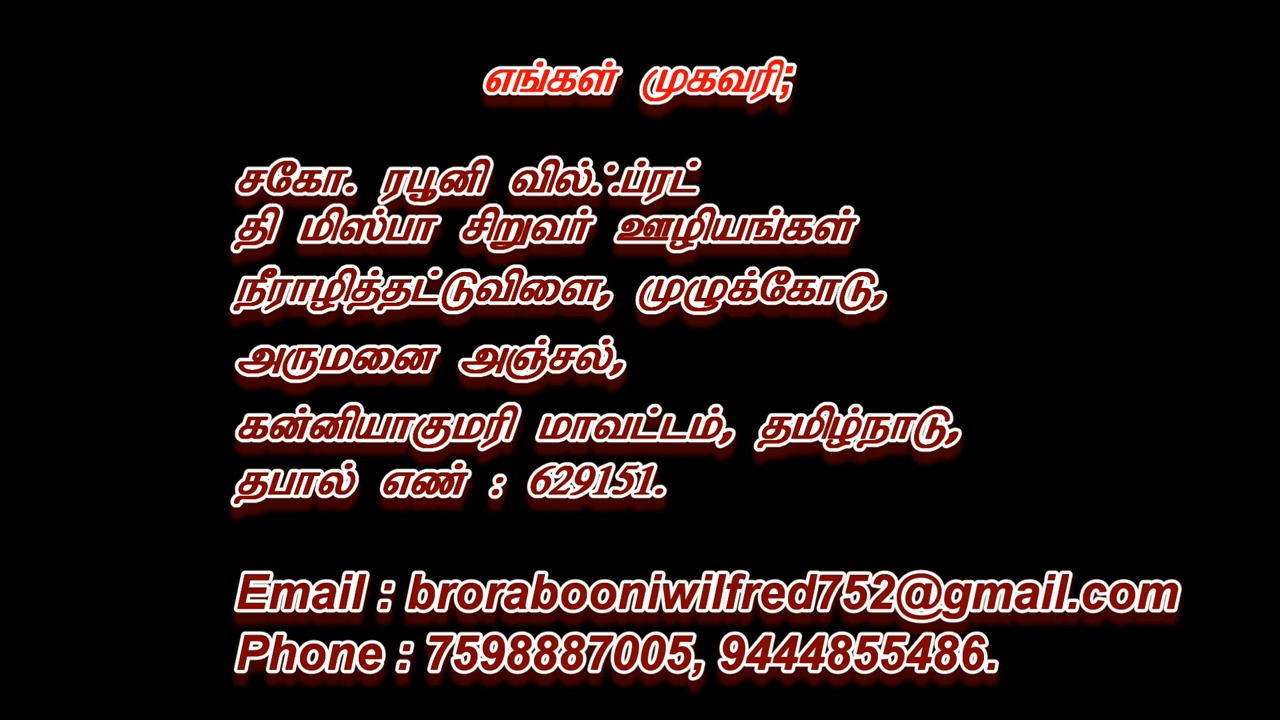 எங்கள் முகவரி;
சகோ. ரபூனி வில்ஃப்ரட்
தி மிஸ்பா சிறுவர் ஊழியங்கள்
நீராழித்தட்டுவிளை, முழுக்கோடு,
அருமனை அஞ்சல்,
கன்னியாகுமரி மாவட்டம், தமிழ்நாடு,
தபால் எண் : 629151.
Email : brorabooniwilfred752@gmail.com
Phone : 7598887005, 9444855486.